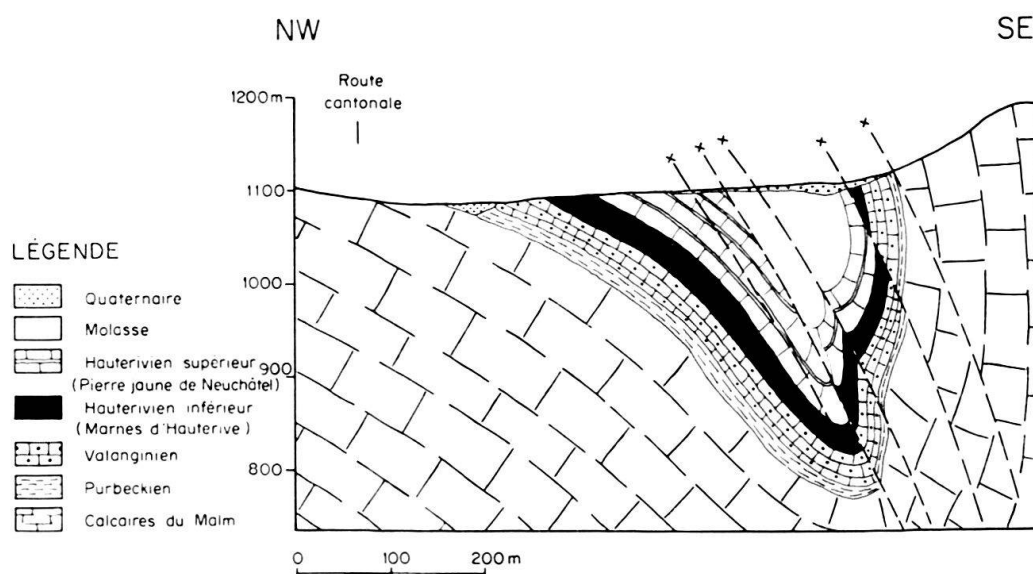 NW
SE
Route
cantonale
1200 m
1100
1000
900
800
LÉGENDE
Quaternaire
Molasse
Hauterivien supérieur
(Pierre jaune de Neuchâtel)
Hauterivien inférieur
(Marnes d'Hauterive)
Valanginien
Purbeckien
Calcaires du Malm
0 100 200 m